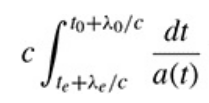 c ∫_{t_e+λ_e/c}^{t_0+λ_0/c} dt / a(t)